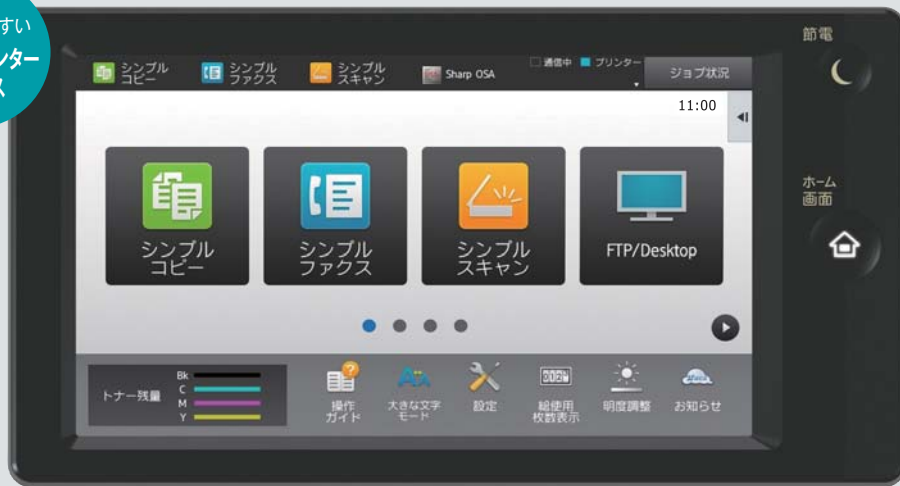 すい
ンター
ス
節電
シンプル
コピー
シンプル
ファクス
シンプル
スキャン
Sharp OSA
通信中
プリンター
ジョブ状況
11:00
シンプル
コピー
シンプル
ファクス
シンプル
スキャン
FTP/Desktop
ホーム
画面
トナー残量
Bk
C
M
Y
操作
ガイド
大きな文字
モード
設定
総使用
枚数表示
明度調整
お知らせ